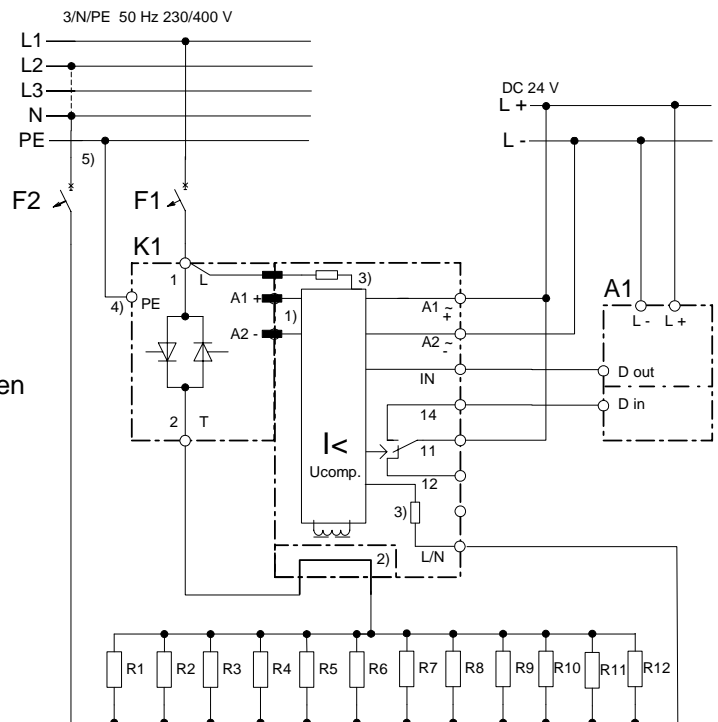 3/N/PE 50 Hz 230/400 V
L1
L2
L3
N
PE
5)
DC 24 V
L +
L -
F2
F1
K1
1
L
3)
4)
PE
A1 +
1)
A2 -
A1 ~
+
A2 ~
-
IN
14
11
12
2
T
I<
Ucomp.
3)
L/N
2)
A1
L -
L +
D out
D in
en
R1
R2
R3
R4
R5
R6
R7
R8
R9
R10
R11
R12